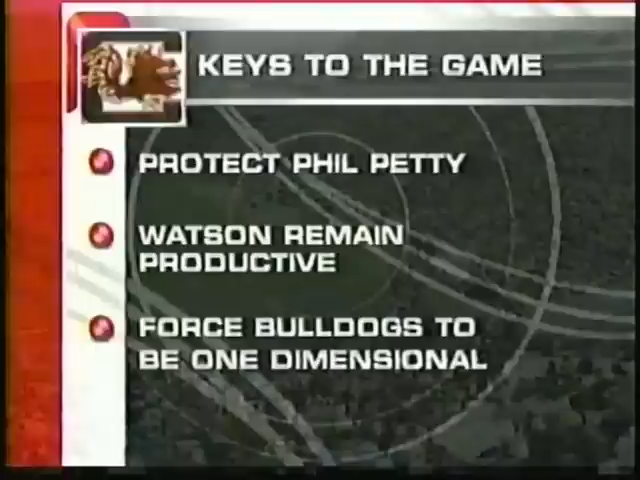 KEYS TO THE GAME
PROTECT PHIL PETTY
WATSON REMAIN
PRODUCTIVE
FORCE BULLDOGS TO
BE ONE DIMENSIONAL